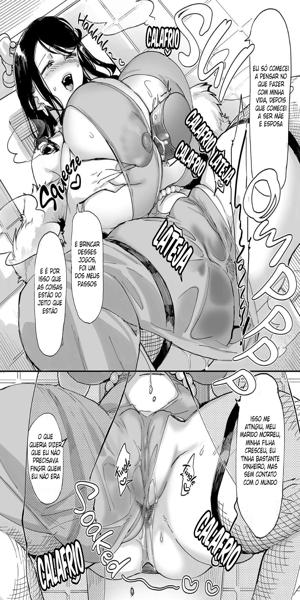 Hahhhhh
CALAFRIO
EU SÓ COMECEI
A PENSAR NO
QUE FAZER
COM MINHA
VIDA, DEPOIS
QUE COMECEI
A SER MÃE E
ESPOSA
CALAFRIO
LATEJA
Squeeze
LATEJA
E É POR
ISSO QUE
AS COISAS
ESTÃO DO
JEITO QUE
ESTÃO
E BRINCAR
DESSES
JOGOS,
FOI UM
DOS MEUS
PASSOS
ISSO ME
ATINGIU, MEU
MARIDO MORREU,
MINHA FILHA
CRESCEU, EU
TINHA BASTANTE
DINHEIRO, MAS
SEM CONTATO
COM O MUNDO
O QUE
QUERIA DIZER
QUE EU NÃO
PRECISAVA
FINGIR QUEM
EU NÃO ERA
Twitch
Twitch
Soaked
CALAFRIO
CALAFRIO